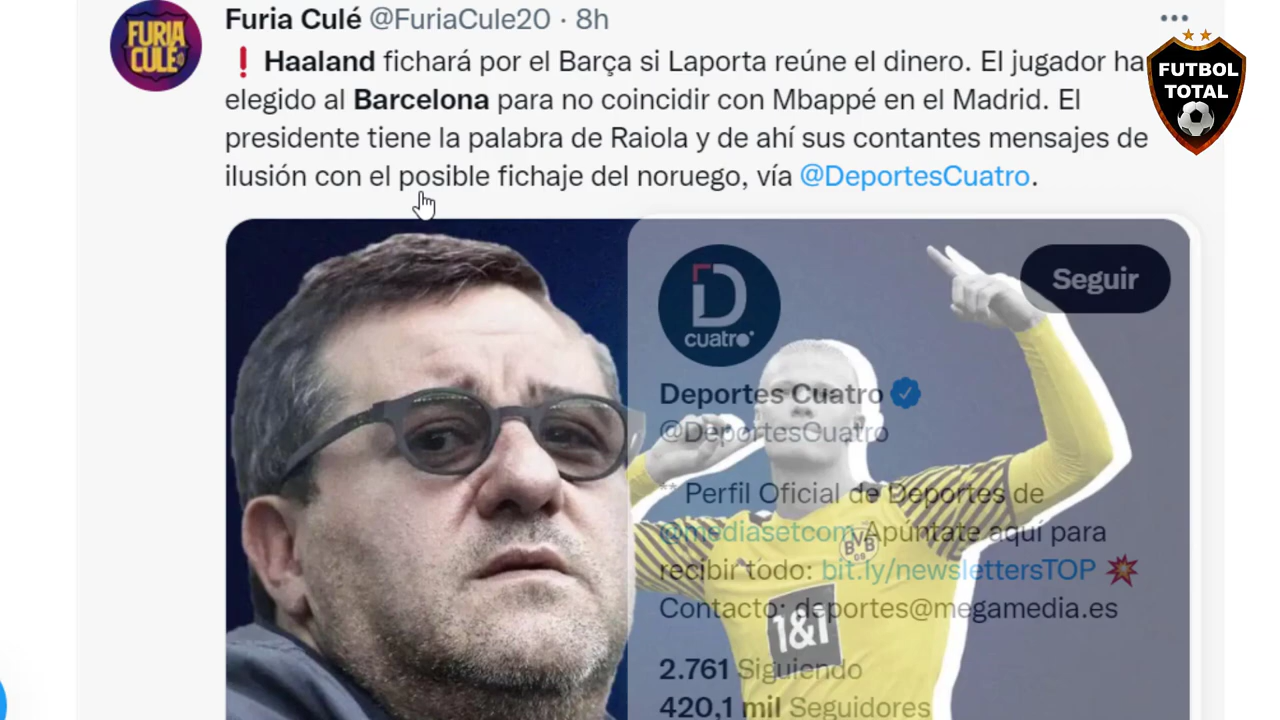 FURIA
CULÉ
Furia Culé @FuriaCule20 · 8h
❗ Haaland fichará por el Barça si Laporta reúne el dinero. El jugador ha
elegido al Barcelona para no coincidir con Mbappé en el Madrid. El
presidente tiene la palabra de Raiola y de ahí sus contantes mensajes de
ilusión con el posible fichaje del noruego, vía @DeportesCuatro.
FUTBOL
TOTAL
Seguir
cuatro
Deportes Cuatro
@DeportesCuatro
** Perfil Oficial de Deportes de
@mediasetcom Apúntate aquí para
recibir todo: bit.ly/newslettersTOP 💥
Contacto: deportes@megamedia.es
2.761 Siguiendo
420,1 mil Seguidores
BVB
09
1&1